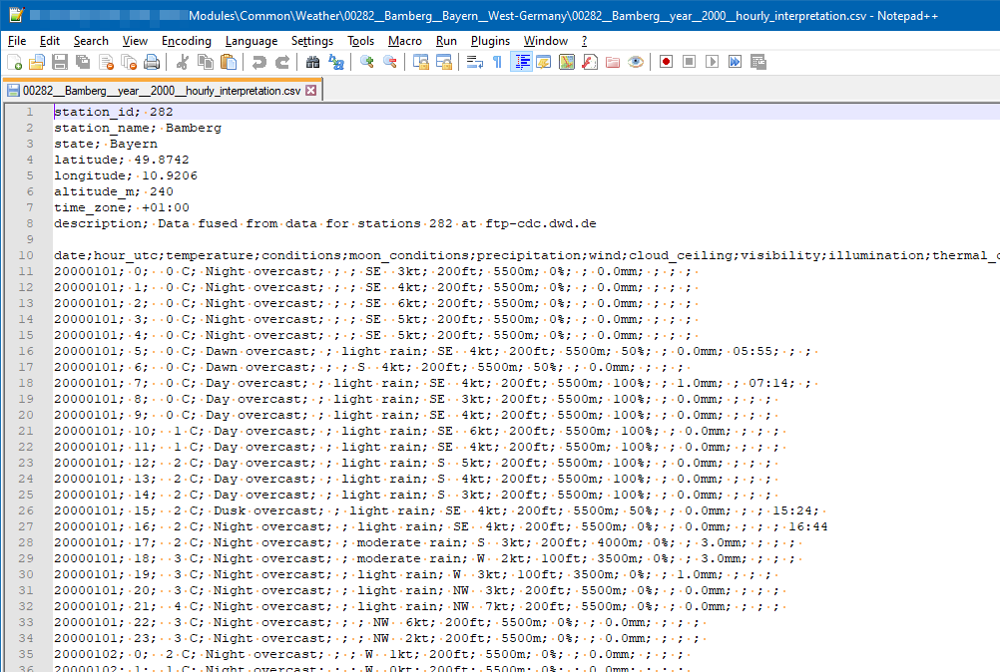 Modules\Common\Weather\00282__Bamberg_Bayern__West-Germany\00282__Bamberg__year__2000__hourly_interpretation.csv - Notepad++
File Edit Search View Encoding Language Settings Tools Macro Run Plugins Window ?
00282__Bamberg__year__2000__hourly_interpretation.csv
1 station_id; 282
2 station_name; Bamberg
3 state; Bayern
4 latitude; 49.8742
5 longitude; 10.9206
6 altitude_m; 240
7 time_zone; +01:00
8 description; Data fused from data for stations 282 at ftp-cdc.dwd.de
9
10 date;hour_utc;temperature;conditions;moon_conditions;precipitation;wind;cloud_ceiling;visibility;illumination;thermal_c
11 20000101; 0;  0 C; Night overcast; ; ; SE  3kt; 200ft; 5500m; 0%; ; 0.0mm; ; ; ;
12 20000101; 1;  0 C; Night overcast; ; ; SE  4kt; 200ft; 5500m; 0%; ; 0.0mm; ; ; ;
13 20000101; 2;  0 C; Night overcast; ; ; SE  6kt; 200ft; 5500m; 0%; ; 0.0mm; ; ; ;
14 20000101; 3;  0 C; Night overcast; ; ; SE  5kt; 200ft; 5500m; 0%; ; 0.0mm; ; ; ;
15 20000101; 4;  0 C; Night overcast; ; ; SE  5kt; 200ft; 5500m; 0%; ; 0.0mm; ; ; ;
16 20000101; 5;  0 C; Dawn overcast; ; light rain; SE  4kt; 200ft; 5500m; 50%; ; 0.0mm; 05:55; ; ;
17 20000101; 6;  0 C; Dawn overcast; ; ; S  4kt; 200ft; 5500m; 50%; ; 0.0mm; ; ; ;
18 20000101; 7;  0 C; Day overcast; ; light rain; SE  4kt; 200ft; 5500m; 100%; ; 1.0mm; ; 07:14; ;
19 20000101; 8;  0 C; Day overcast; ; light rain; SE  3kt; 200ft; 5500m; 100%; ; 0.0mm; ; ; ;
20 20000101; 9;  0 C; Day overcast; ; light rain; SE  4kt; 200ft; 5500m; 100%; ; 0.0mm; ; ; ;
21 20000101; 10;  1 C; Day overcast; ; light rain; SE  6kt; 200ft; 5500m; 100%; ; 0.0mm; ; ; ;
22 20000101; 11;  1 C; Day overcast; ; light rain; SE  4kt; 200ft; 5500m; 100%; ; 0.0mm; ; ; ;
23 20000101; 12;  2 C; Day overcast; ; light rain; S  5kt; 200ft; 5500m; 100%; ; 0.0mm; ; ; ;
24 20000101; 13;  2 C; Day overcast; ; light rain; S  4kt; 200ft; 5500m; 100%; ; 0.0mm; ; ; ;
25 20000101; 14;  2 C; Day overcast; ; light rain; S  3kt; 200ft; 5500m; 100%; ; 0.0mm; ; ; ;
26 20000101; 15;  2 C; Dusk overcast; ; light rain; SE  4kt; 200ft; 5500m; 50%; ; 0.0mm; ; ; 15:24;
27 20000101; 16;  2 C; Night overcast; ; light rain; SE  4kt; 200ft; 5500m; 0%; ; 0.0mm; ; ; ; 16:44
28 20000101; 17;  2 C; Night overcast; ; moderate rain; S  3kt; 200ft; 4000m; 0%; ; 3.0mm; ; ; ;
29 20000101; 18;  3 C; Night overcast; ; moderate rain; W  2kt; 100ft; 3500m; 0%; ; 3.0mm; ; ; ;
30 20000101; 19;  3 C; Night overcast; ; light rain; W  3kt; 100ft; 3500m; 0%; ; 1.0mm; ; ; ;
31 20000101; 20;  3 C; Night overcast; ; light rain; NW  3kt; 200ft; 5500m; 0%; ; 0.0mm; ; ; ;
32 20000101; 21;  4 C; Night overcast; ; light rain; NW  7kt; 200ft; 5500m; 0%; ; 0.0mm; ; ; ;
33 20000101; 22;  3 C; Night overcast; ; ; NW  6kt; 200ft; 5500m; 0%; ; 0.0mm; ; ; ;
34 20000101; 23;  3 C; Night overcast; ; ; NW  2kt; 200ft; 5500m; 0%; ; 0.0mm; ; ; ;
35 20000102; 0;  2 C; Night overcast; ; ; W  1kt; 200ft; 5500m; 0%; ; 0.0mm; ; ; ;
36 20000102; 1;  1 C; Night overcast; ; ; W  0kt; 200ft; 5500m; 0%; ; 0.0mm; ; ; ;